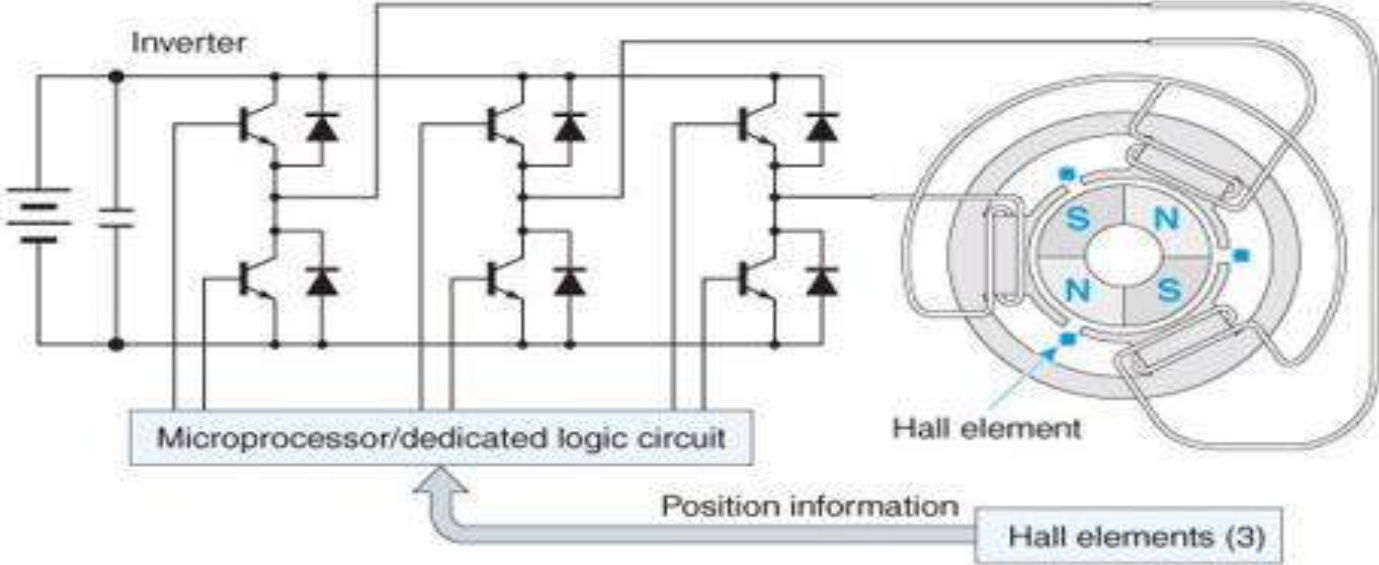 Inverter
S N
N S
Hall element
Microprocessor/dedicated logic circuit
Position information
Hall elements (3)